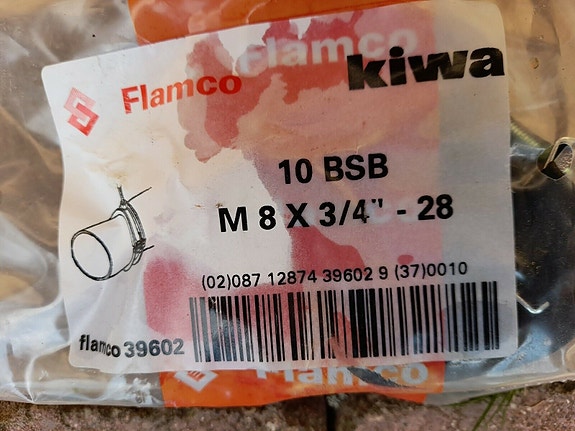 Flamco
Flamco
kiwa
10 BSB
M 8 X 3/4" - 28
(02)087 12874 39602 9 (37)0010
flamco 39602
Flamco